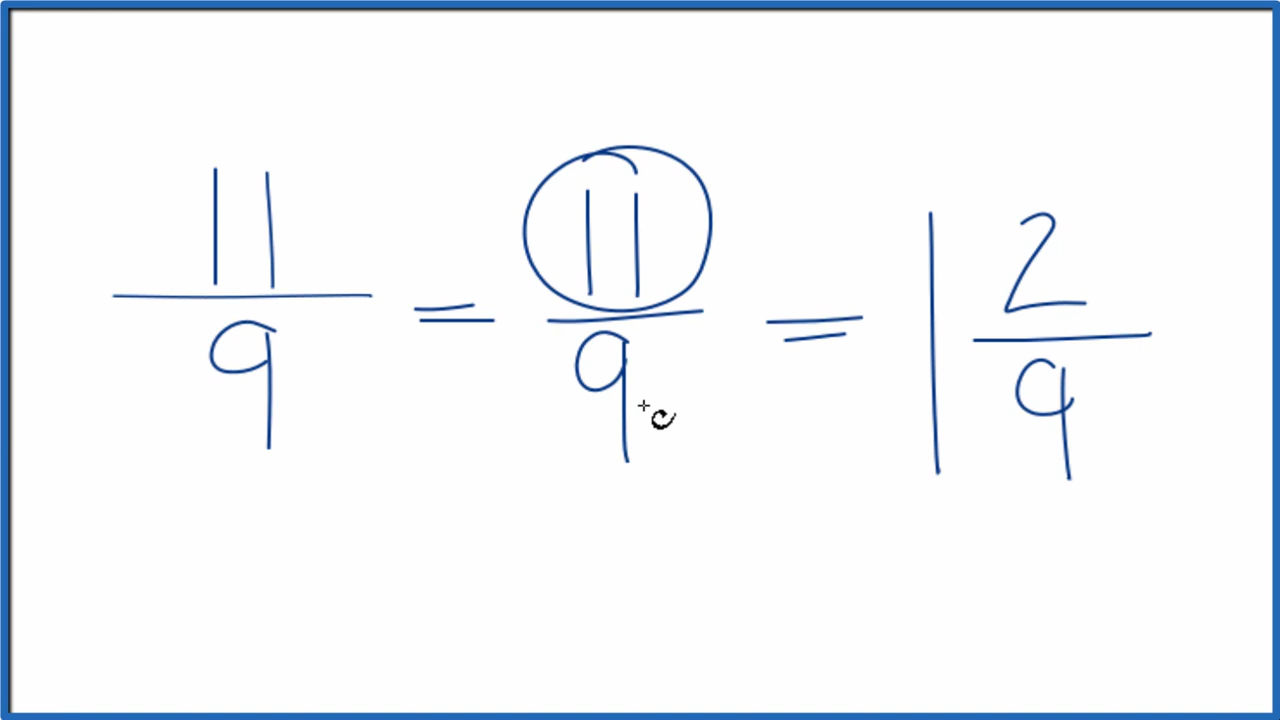 11/9 = 11/9 = 1 2/9